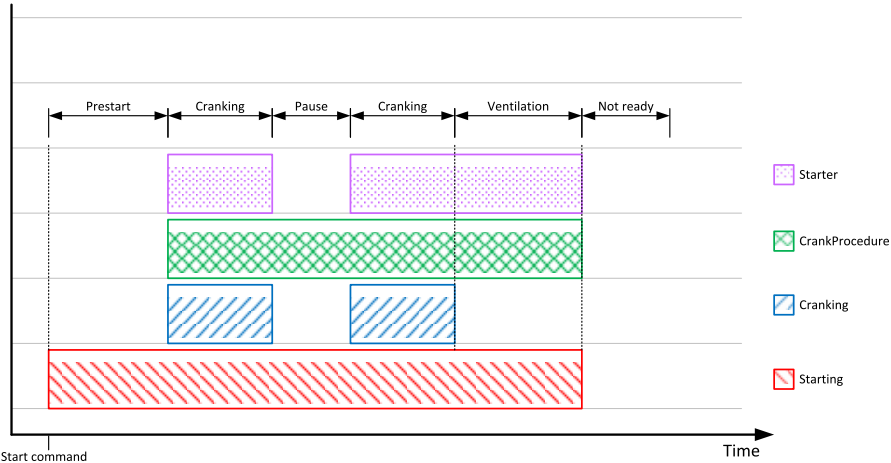 Prestart
Cranking
Pause
Cranking
Ventilation
Not ready
Starter
CrankProcedure
Cranking
Starting
Time
Start command